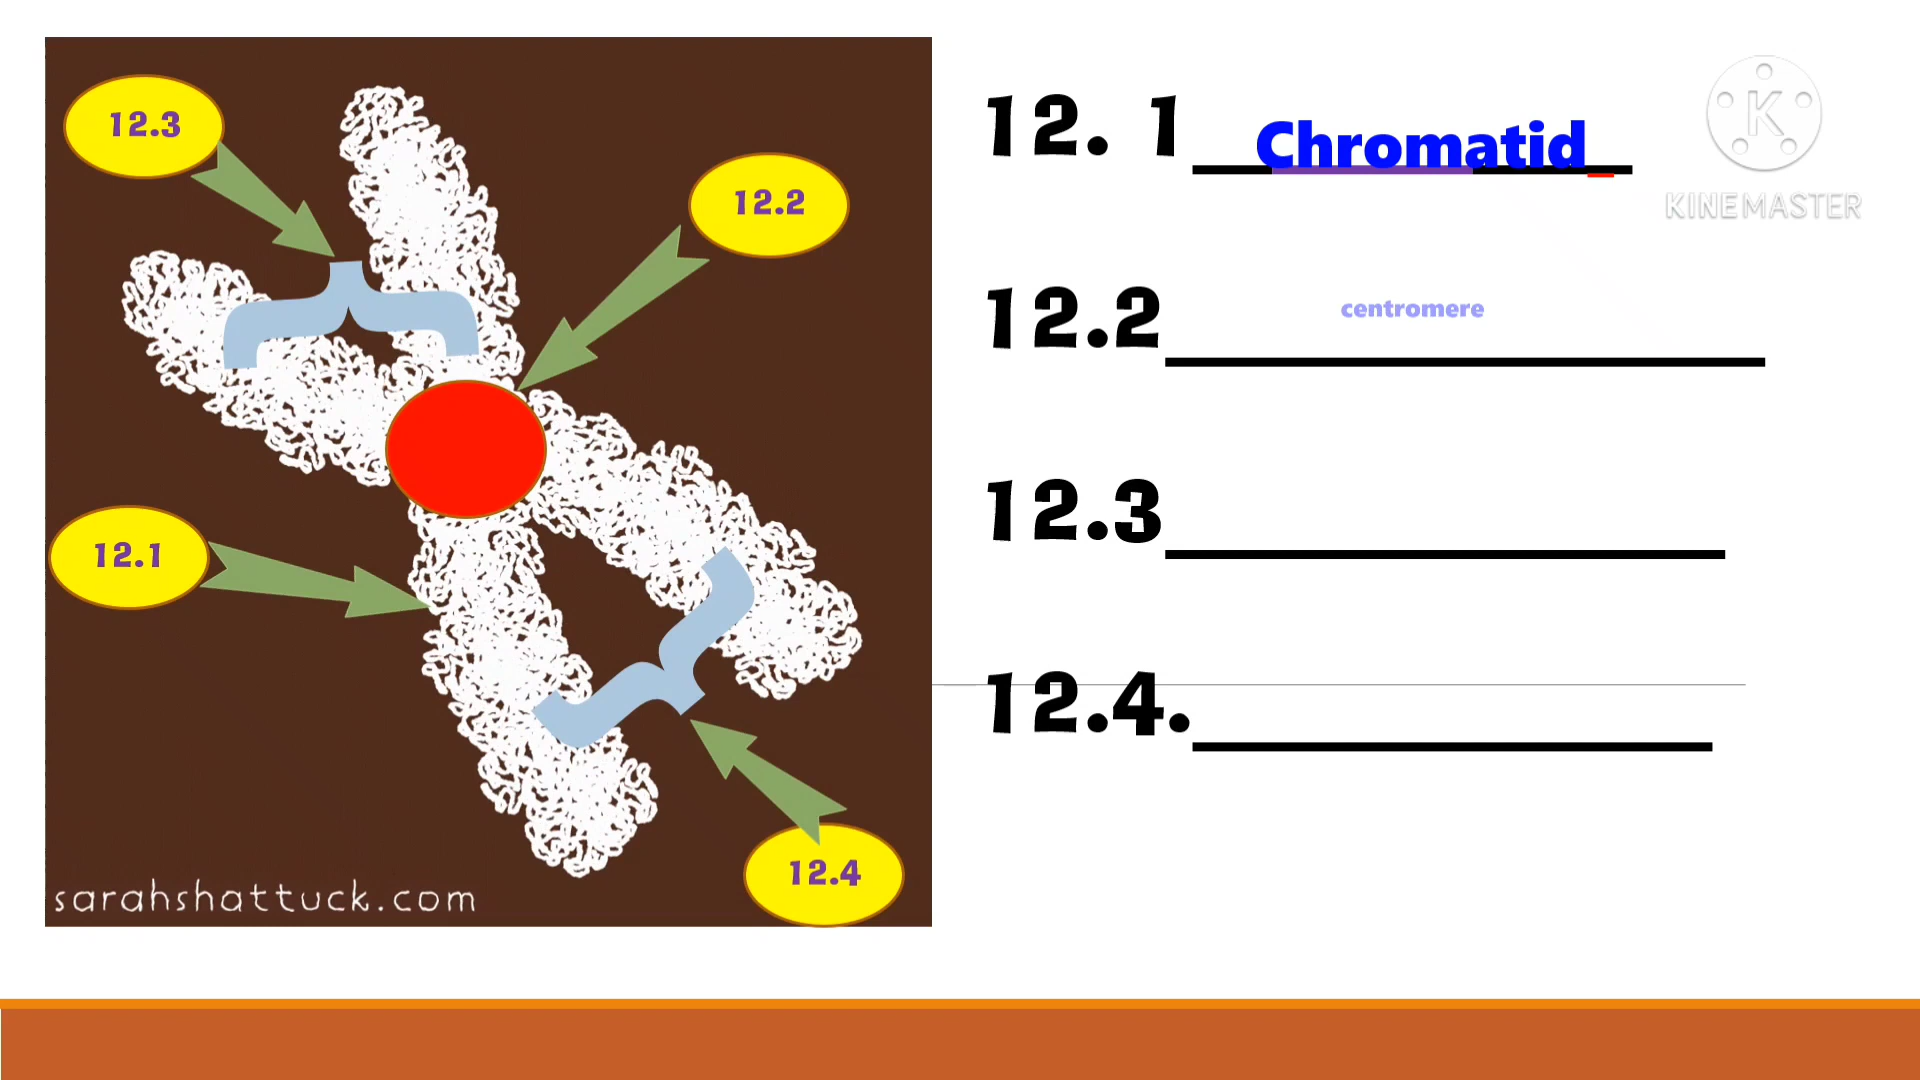 12.3
12.2
12.1
12.4
sarahshattuck.com
12. 1 Chromatid
12.2 centromere
12.3
12.4.
K
KINEMASTER